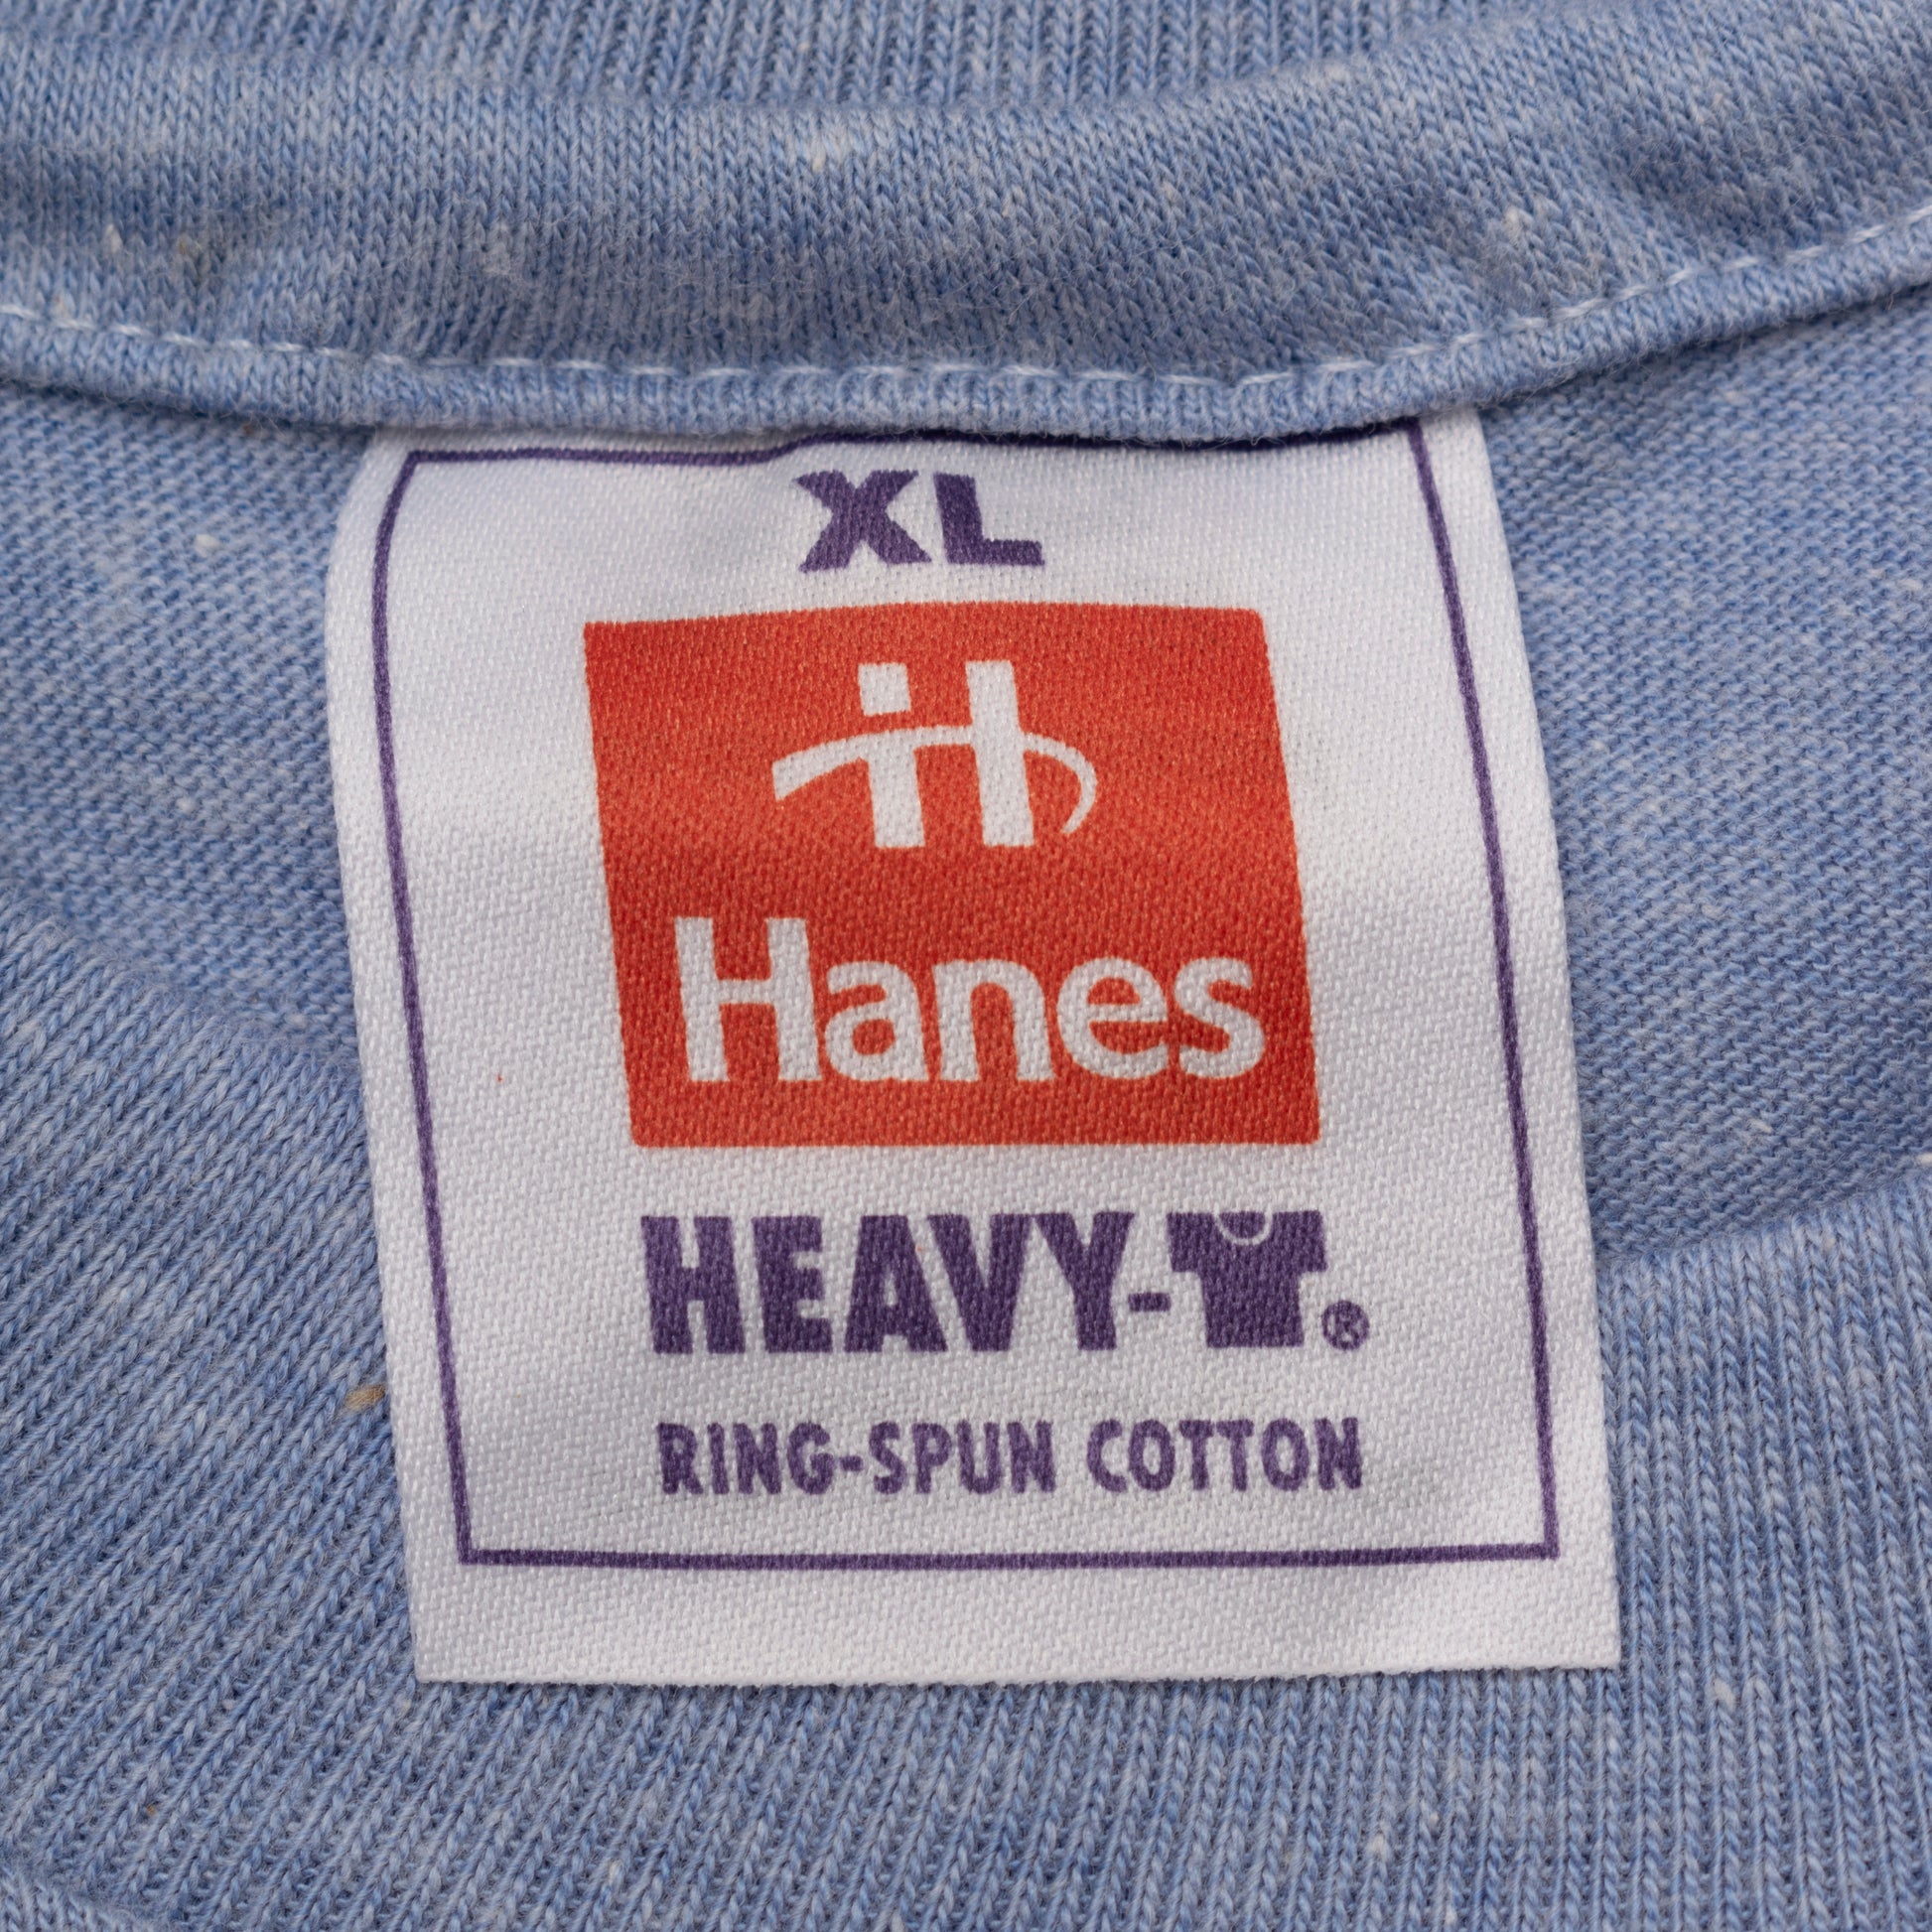 XL
Hanes
HEAVY-T®
RING-SPUN COTTON